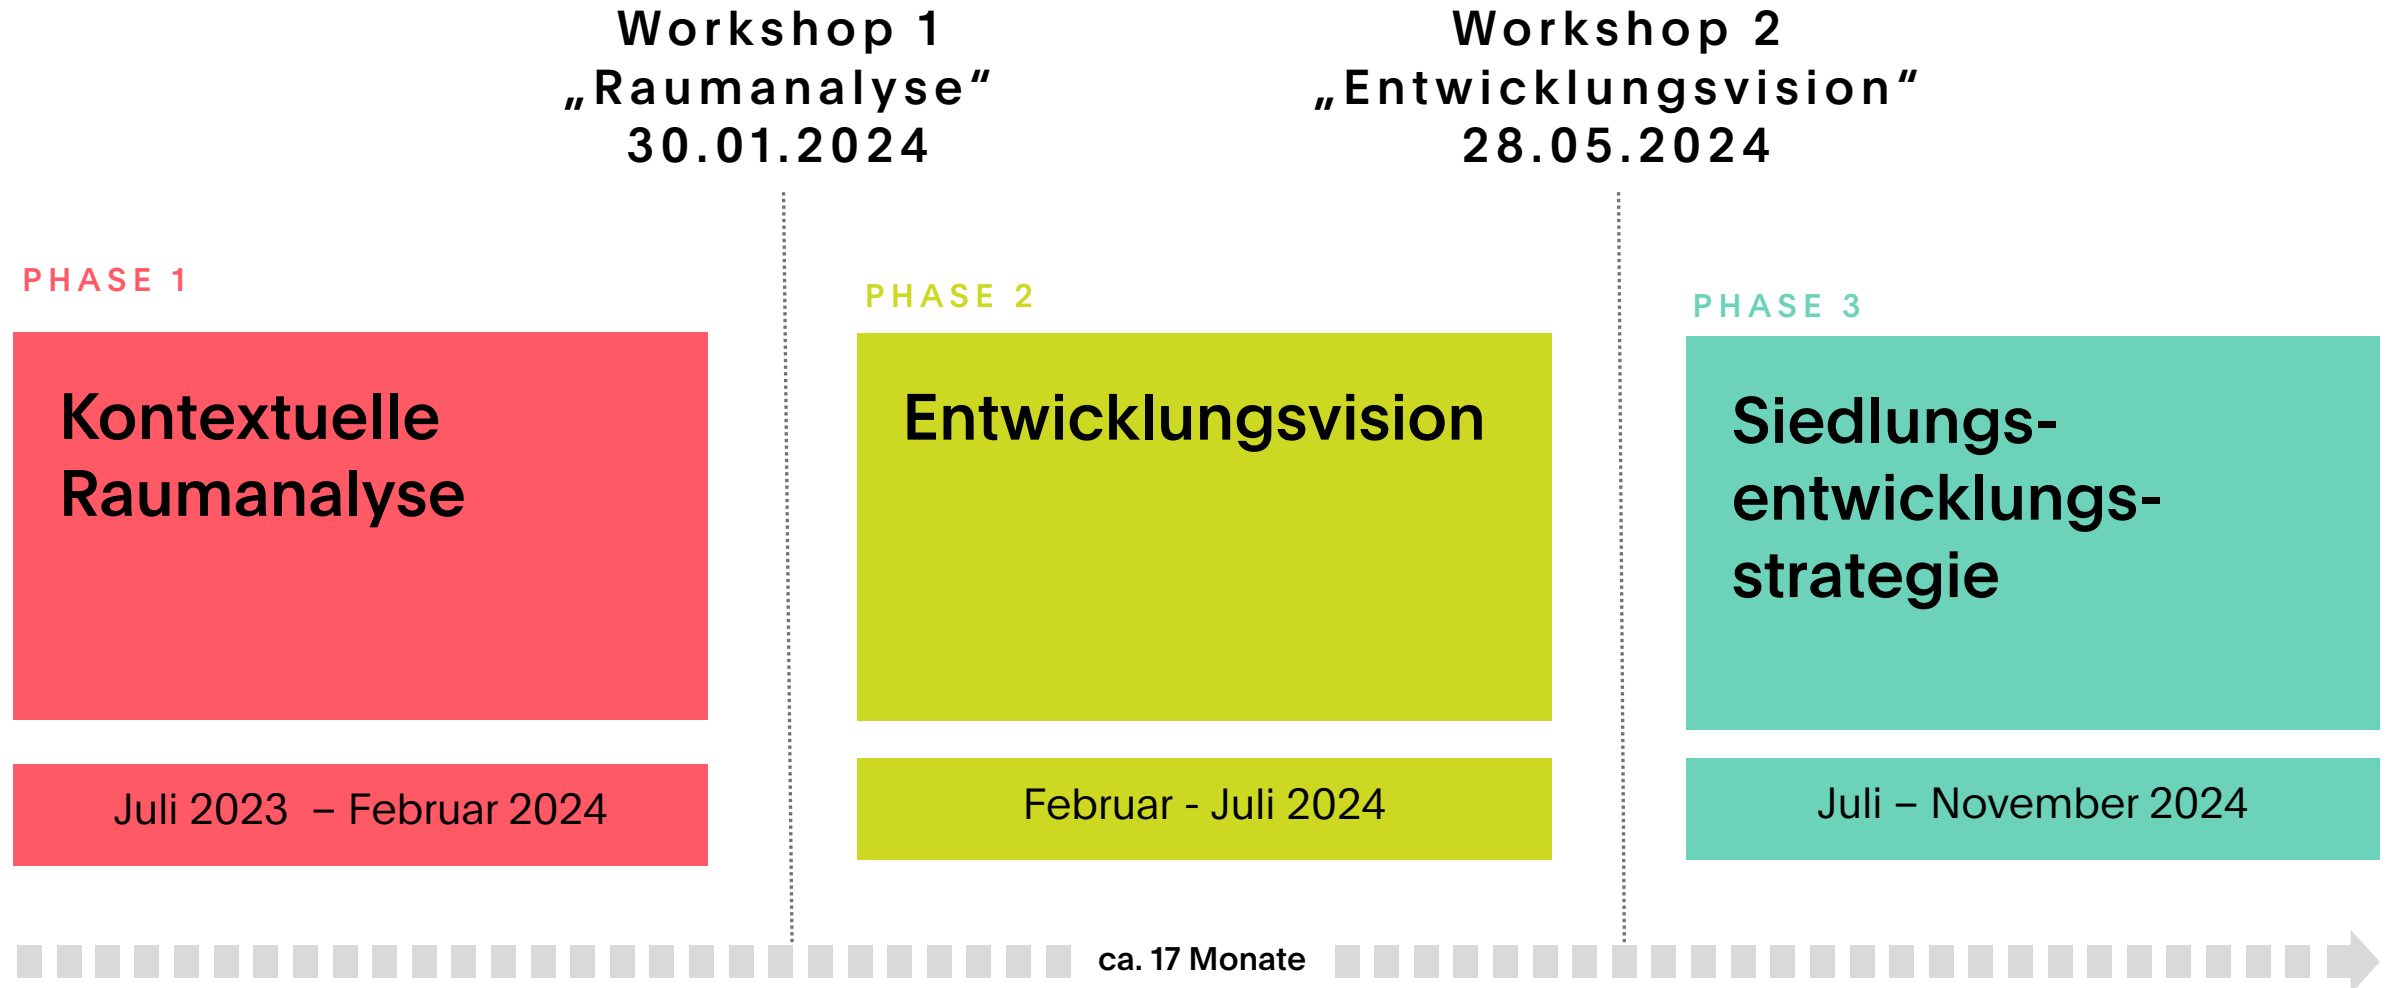 Workshop 1
„Raumanalyse“
30.01.2024
Workshop 2
„Entwicklungsvision“
28.05.2024
PHASE 1
Kontextuelle
Raumanalyse
Juli 2023  – Februar 2024
PHASE 2
Entwicklungsvision
Februar - Juli 2024
PHASE 3
Siedlungs-
entwicklungs-
strategie
Juli – November 2024
ca. 17 Monate